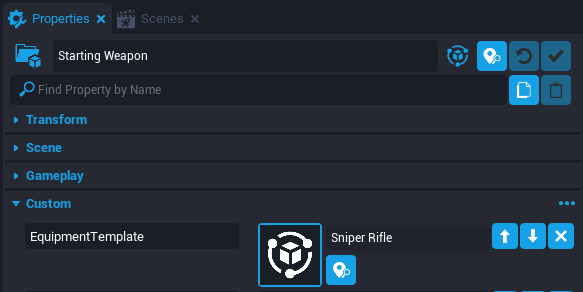 Properties
Scenes
Starting Weapon
Find Property by Name
Transform
Scene
Gameplay
Custom
EquipmentTemplate
Sniper Rifle